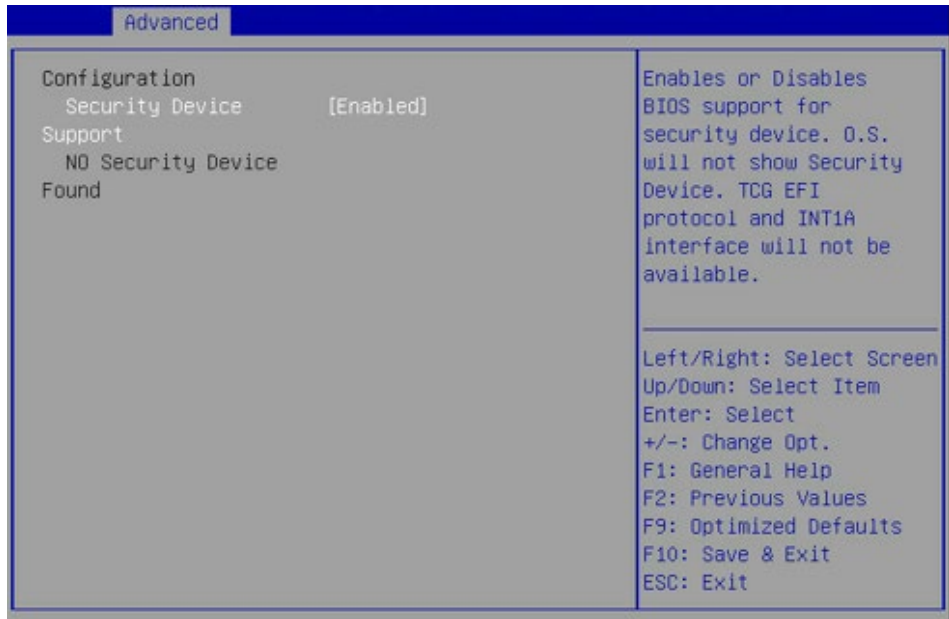 Advanced
Configuration
Security Device [Enabled]
Support
NO Security Device
Found
Enables or Disables
BIOS support for
security device. O.S.
will not show Security
Device. TCG EFI
protocol and INT1A
interface will not be
available.
Left/Right: Select Screen
Up/Down: Select Item
Enter: Select
+/-: Change Opt.
F1: General Help
F2: Previous Values
F9: Optimized Defaults
F10: Save & Exit
ESC: Exit